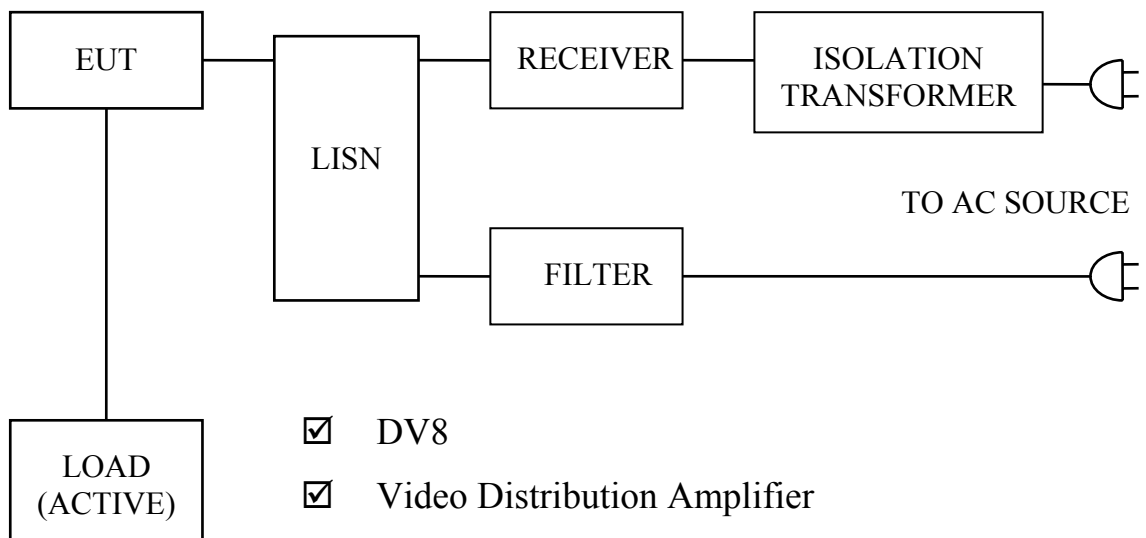 EUT
LISN
RECEIVER
ISOLATION
TRANSFORMER
TO AC SOURCE
FILTER
LOAD
(ACTIVE)
☑ DV8
☑ Video Distribution Amplifier